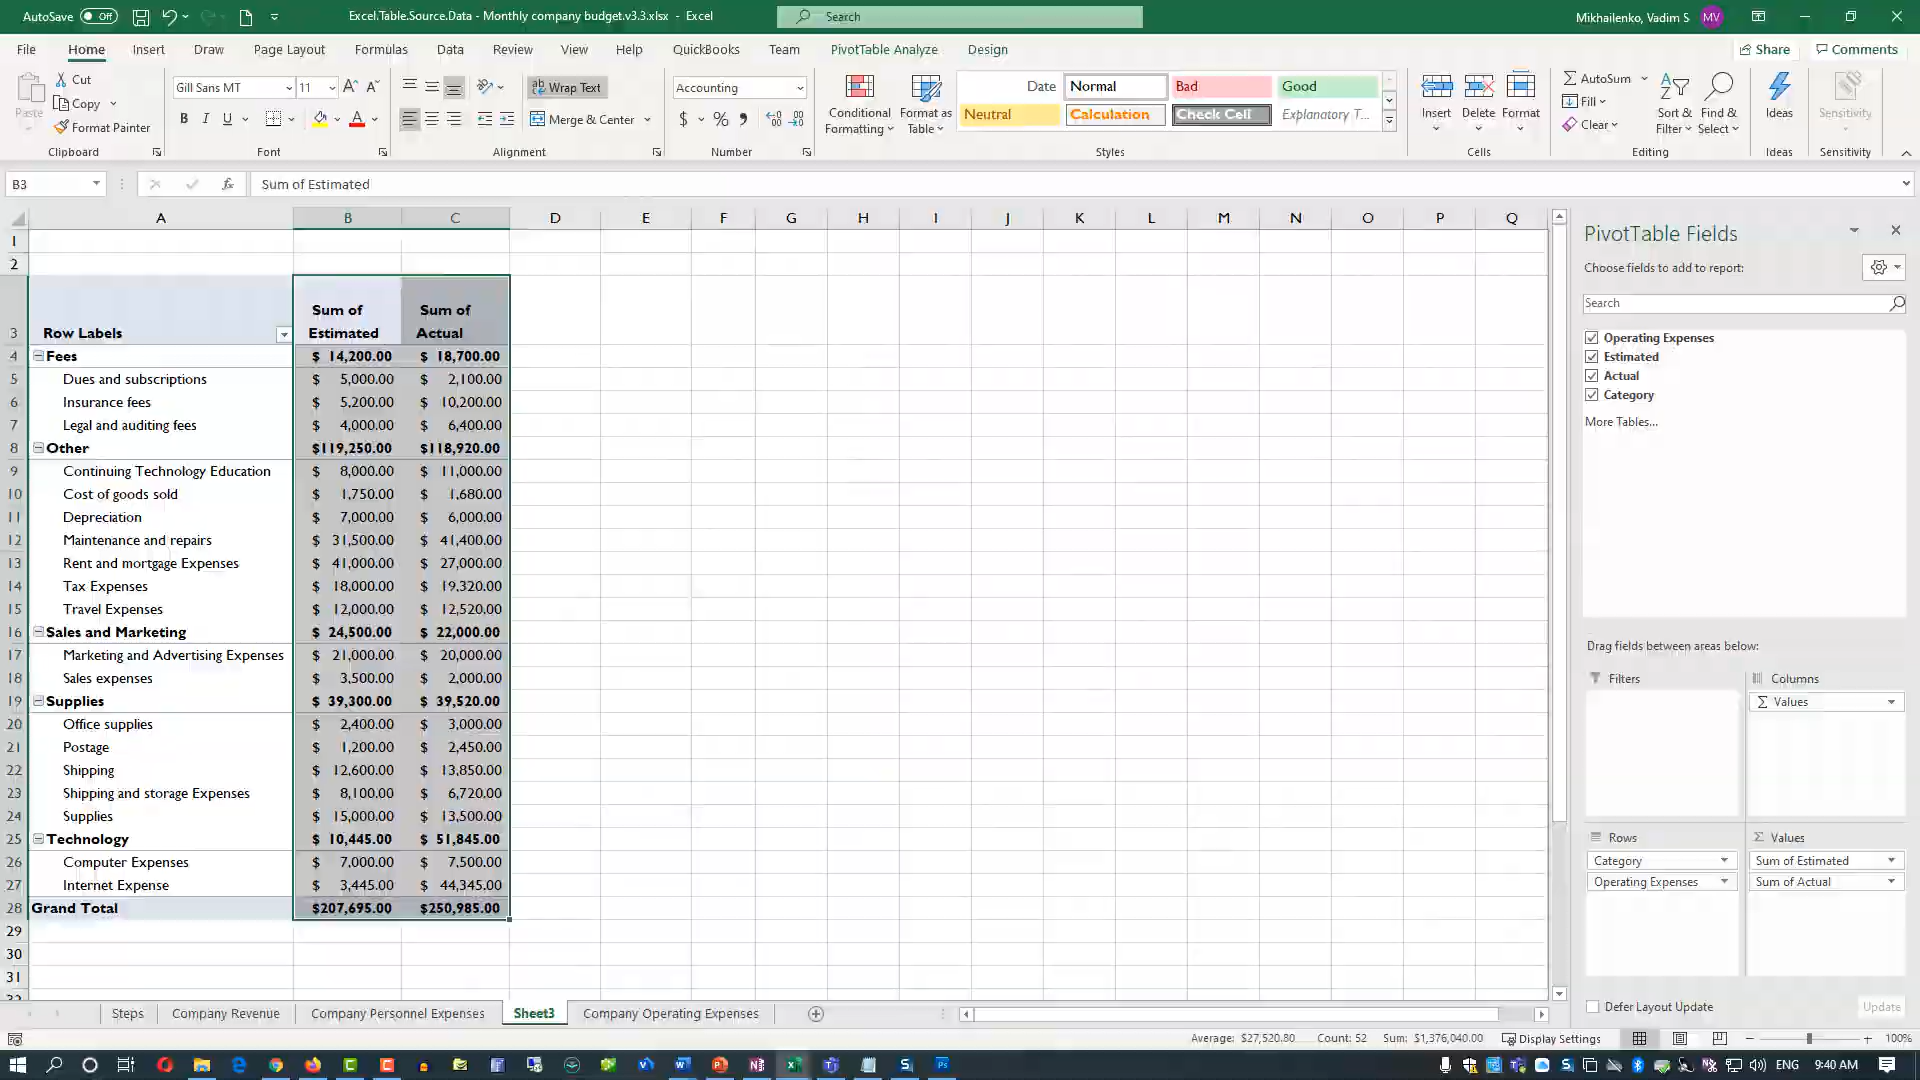 AutoSave Off Excel.Table.Source.Data - Monthly company budget.v3.3.xlsx - Excel Search Mikhailenko, Vadim S MV
File Home Insert Draw Page Layout Formulas Data Review View Help QuickBooks Team PivotTable Analyze Design Share Comments
Paste Cut Copy Format Painter Clipboard
Gill Sans MT 11 B I U Font
Wrap Text Merge & Center Alignment
Accounting $ % Number
Conditional Formatting Format as Table Date Normal Bad Good
Neutral Calculation Check Cell Explanatory T... Styles
Insert Delete Format Cells
AutoSum Fill Clear Sort & Filter Find & Select Editing
Ideas Ideas
Sensitivity Sensitivity
B3 fx Sum of Estimated
A B C D E F G H I J K L M N O P Q
1
2
3 Row Labels Sum of Estimated Sum of Actual
4 Fees $ 14,200.00 $ 18,700.00
5 Dues and subscriptions $ 5,000.00 $ 2,100.00
6 Insurance fees $ 5,200.00 $ 10,200.00
7 Legal and auditing fees $ 4,000.00 $ 6,400.00
8 Other $119,250.00 $118,920.00
9 Continuing Technology Education $ 8,000.00 $ 11,000.00
10 Cost of goods sold $ 1,750.00 $ 1,680.00
11 Depreciation $ 7,000.00 $ 6,000.00
12 Maintenance and repairs $ 31,500.00 $ 41,400.00
13 Rent and mortgage Expenses $ 41,000.00 $ 27,000.00
14 Tax Expenses $ 18,000.00 $ 19,320.00
15 Travel Expenses $ 12,000.00 $ 12,520.00
16 Sales and Marketing $ 24,500.00 $ 22,000.00
17 Marketing and Advertising Expenses $ 21,000.00 $ 20,000.00
18 Sales expenses $ 3,500.00 $ 2,000.00
19 Supplies $ 39,300.00 $ 39,520.00
20 Office supplies $ 2,400.00 $ 3,000.00
21 Postage $ 1,200.00 $ 2,450.00
22 Shipping $ 12,600.00 $ 13,850.00
23 Shipping and storage Expenses $ 8,100.00 $ 6,720.00
24 Supplies $ 15,000.00 $ 13,500.00
25 Technology $ 10,445.00 $ 51,845.00
26 Computer Expenses $ 7,000.00 $ 7,500.00
27 Internet Expense $ 3,445.00 $ 44,345.00
28 Grand Total $207,695.00 $250,985.00
29
30
31
32
PivotTable Fields
Choose fields to add to report:
Search
Operating Expenses
Estimated
Actual
Category
More Tables...
Drag fields between areas below:
Filters Columns
Σ Values
Rows Σ Values
Category Sum of Estimated
Operating Expenses Sum of Actual
Defer Layout Update Update
Steps Company Revenue Company Personnel Expenses Sheet3 Company Operating Expenses
Average: $27,520.80 Count: 52 Sum: $1,376,040.00 Display Settings 100%
ENG 9:40 AM